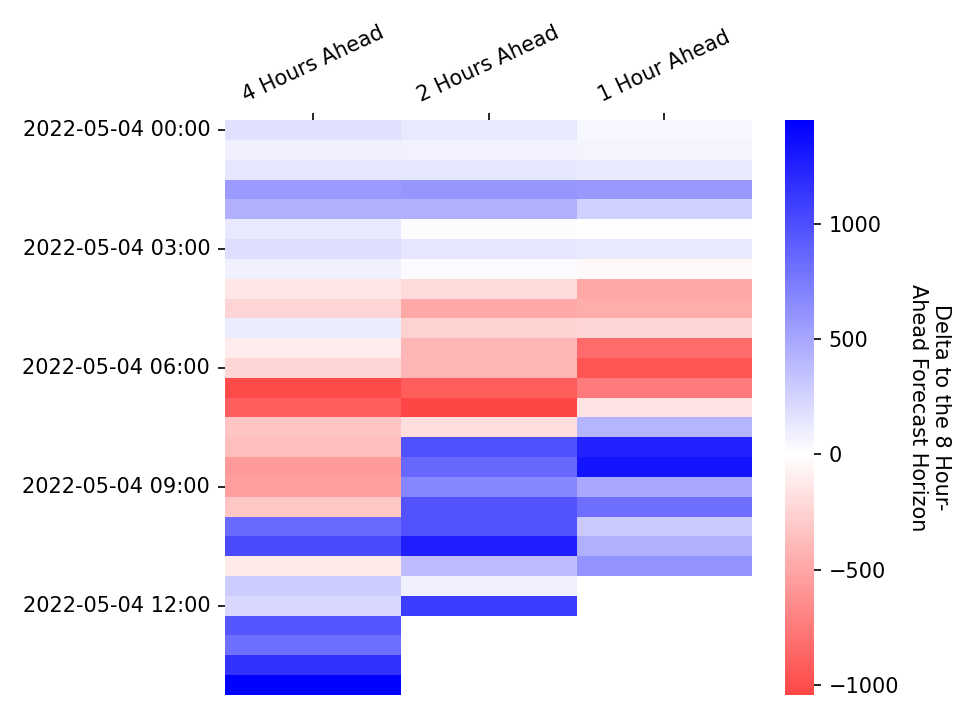 4 Hours Ahead
2 Hours Ahead
1 Hour Ahead
2022-05-04 00:00
2022-05-04 03:00
2022-05-04 06:00
2022-05-04 09:00
2022-05-04 12:00
1000
500
0
−500
−1000
Delta to the 8 Hour-
Ahead Forecast Horizon